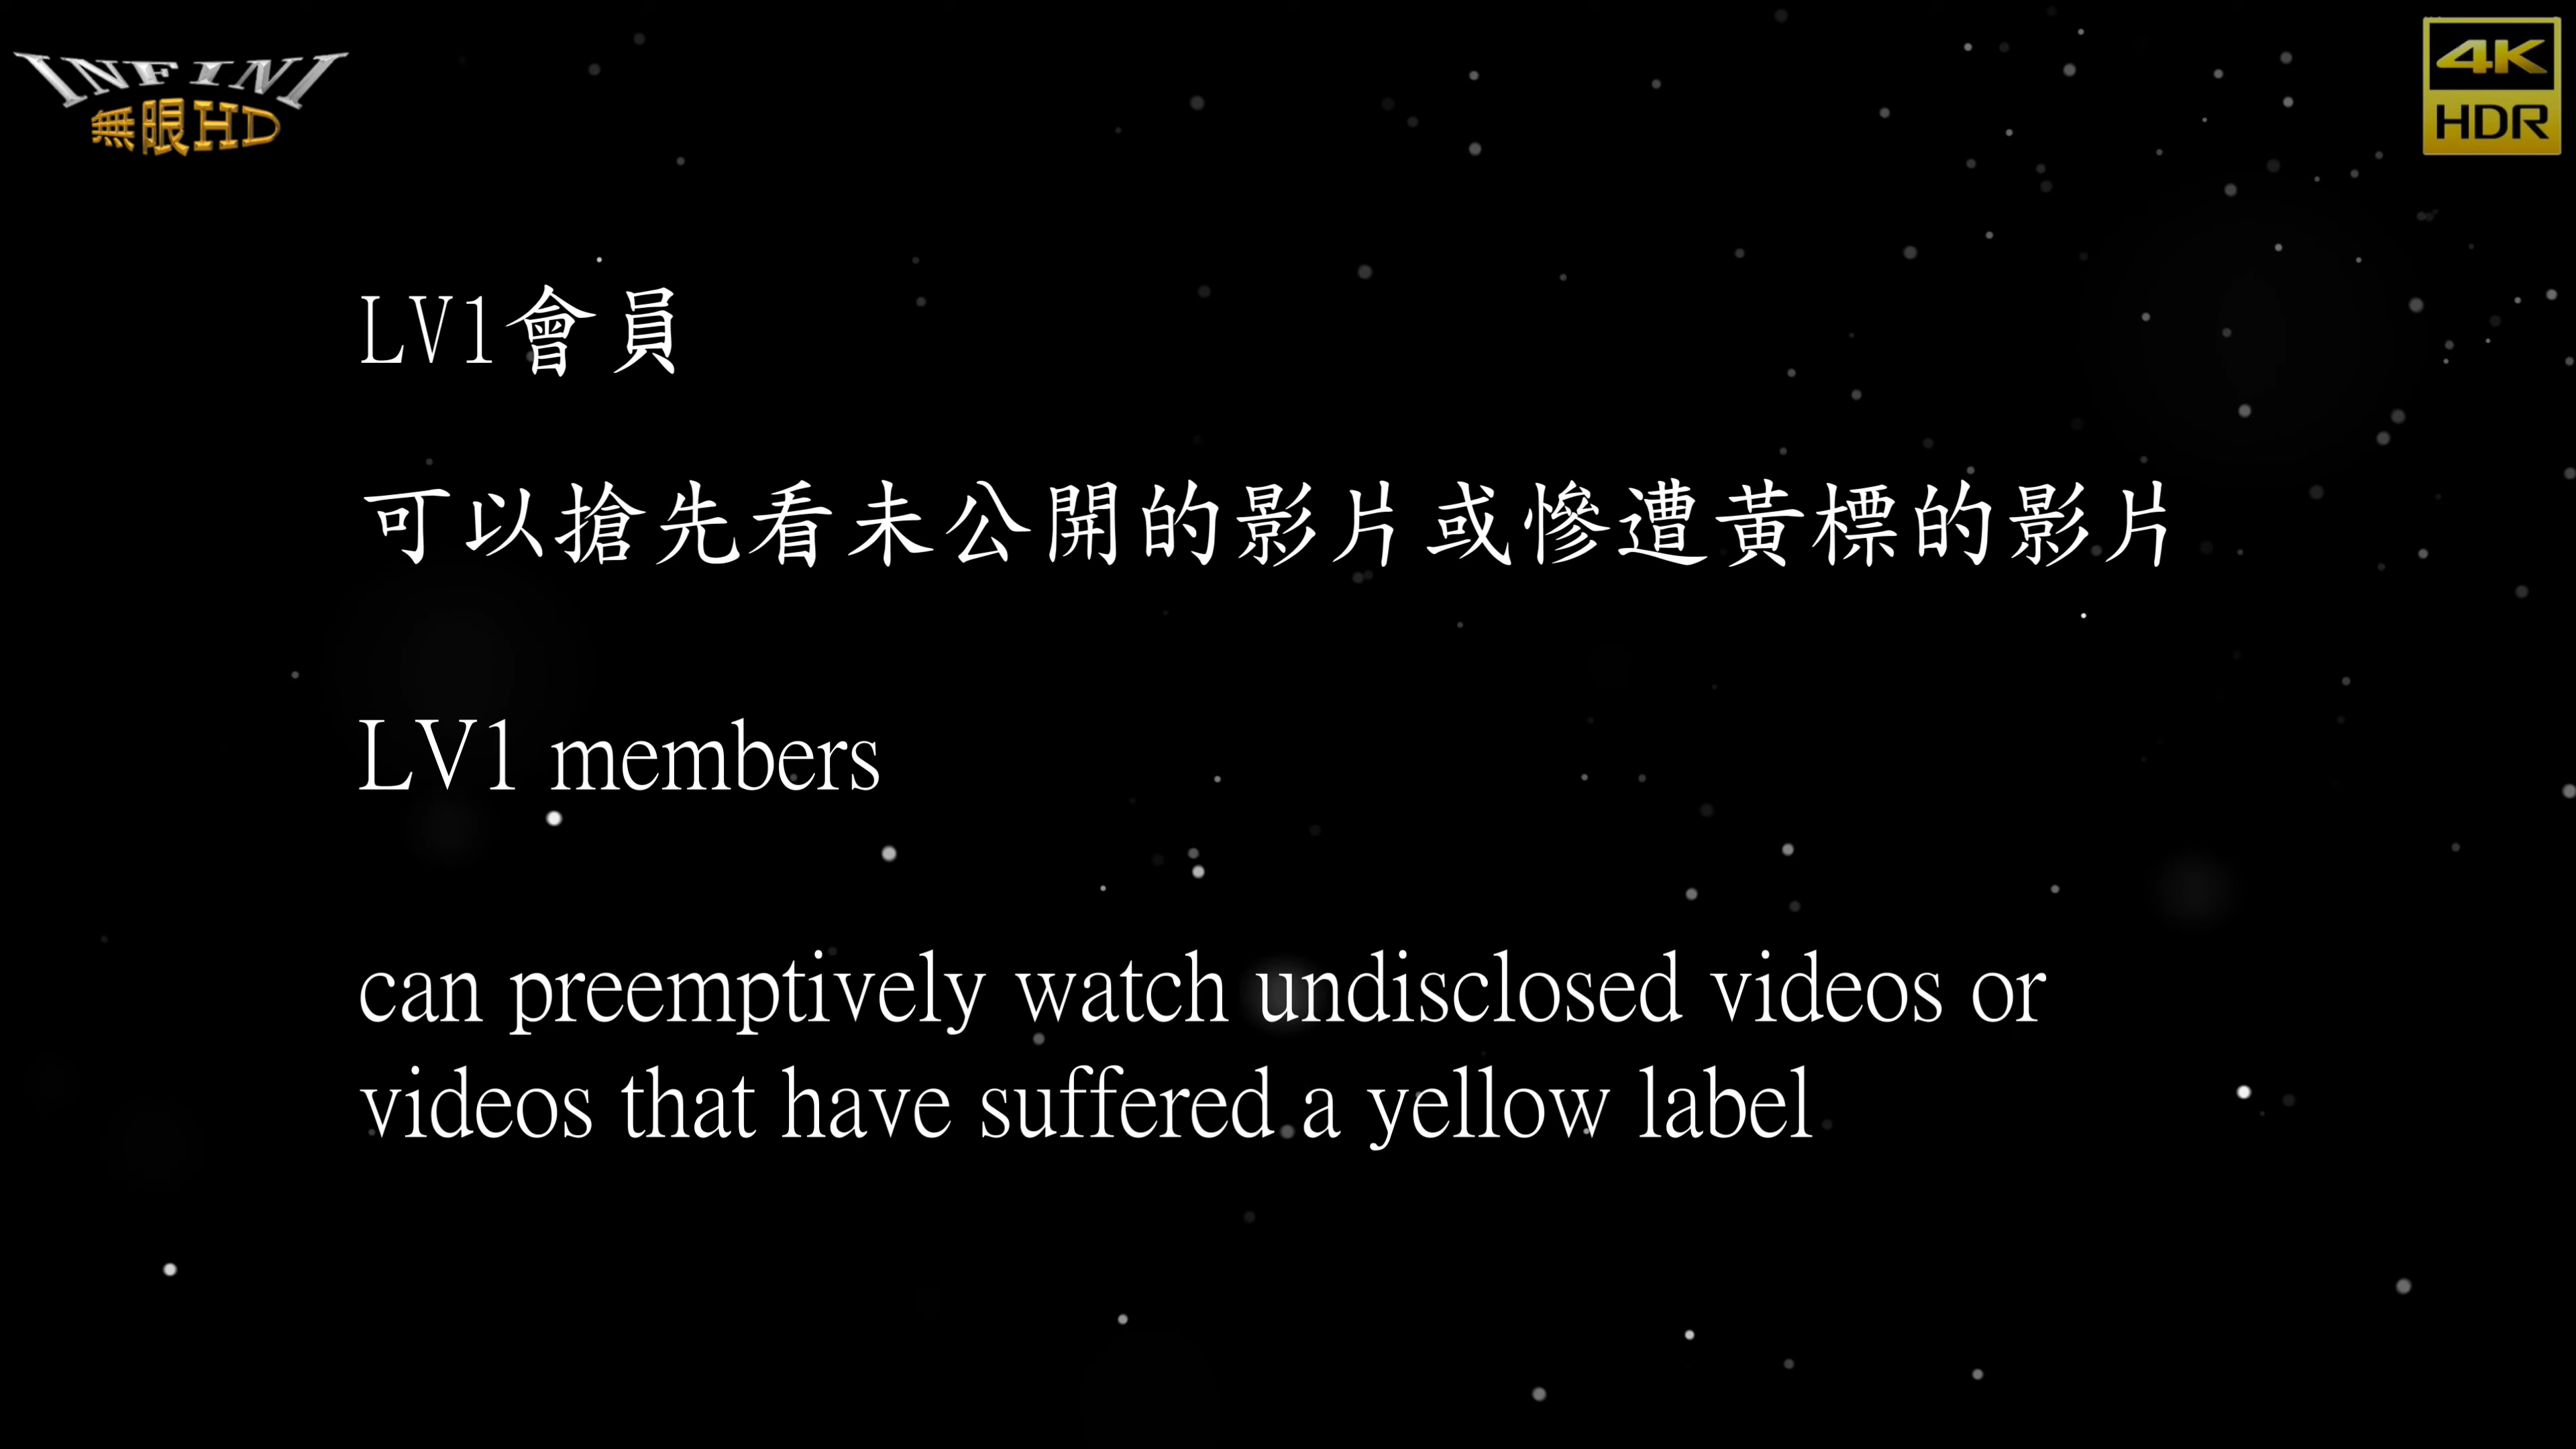 INFINI
無限HD
4K
HDR
LV1會員
可以搶先看未公開的影片或慘遭黃標的影片
LV1 members
can preemptively watch undisclosed videos or
videos that have suffered a yellow label